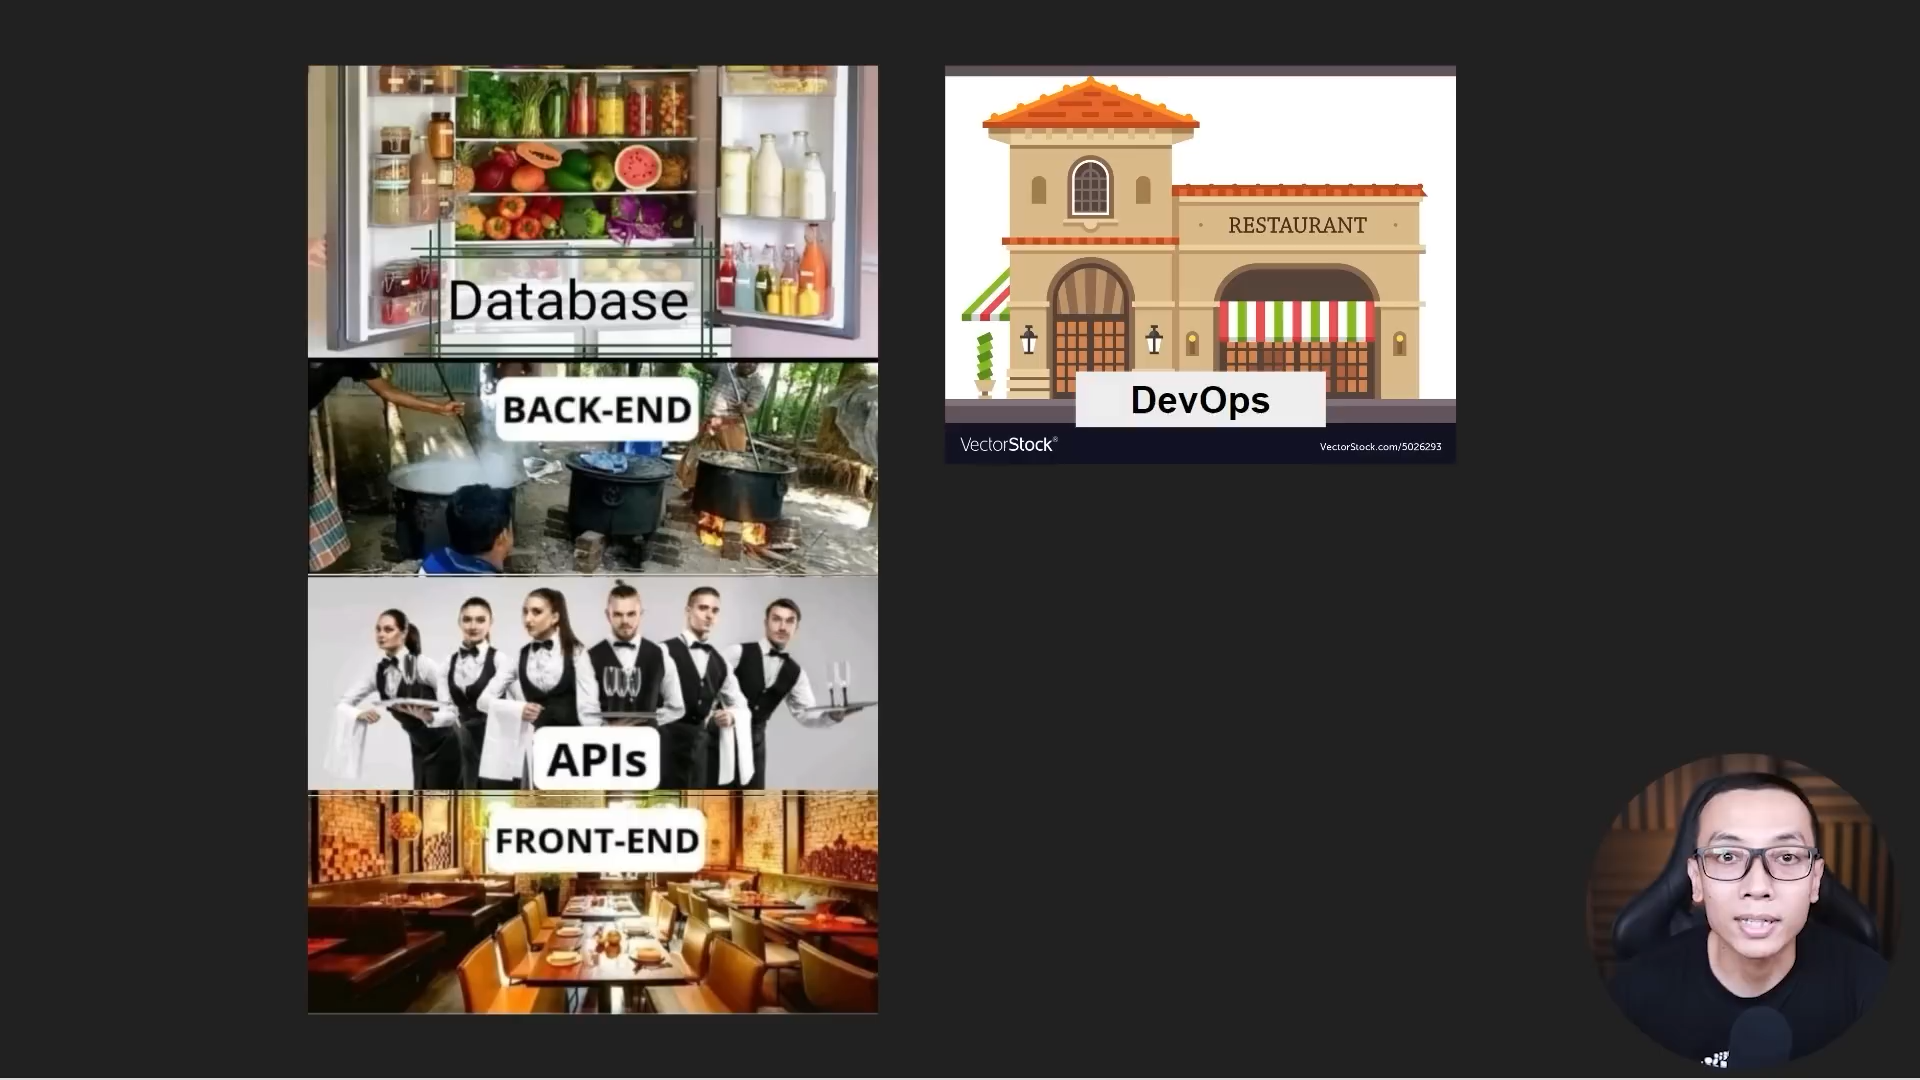 Database
BACK-END
APIs
FRONT-END
RESTAURANT
DevOps
VectorStock®
VectorStock.com/5026293